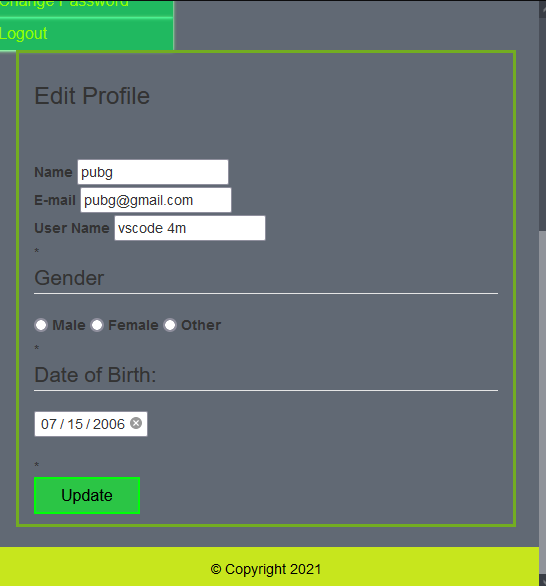 Change Password
Logout
Edit Profile
Name pubg
E-mail pubg@gmail.com
User Name vscode 4m
*
Gender
Male Female Other
*
Date of Birth:
07 / 15 / 2006
*
Update
© Copyright 2021